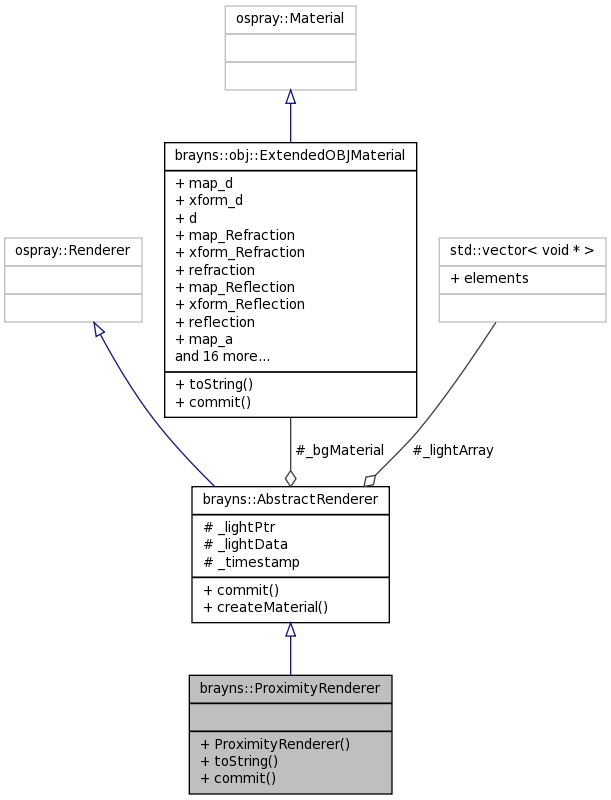 ospray::Material
brayns::obj::ExtendedOBJMaterial
+ map_d
+ xform_d
+ d
+ map_Refraction
+ xform_Refraction
+ refraction
+ map_Reflection
+ xform_Reflection
+ reflection
+ map_a
and 16 more...
+ toString()
+ commit()
ospray::Renderer
std::vector< void * >
+ elements
#_bgMaterial
#_lightArray
brayns::AbstractRenderer
# _lightPtr
# _lightData
# _timestamp
+ commit()
+ createMaterial()
brayns::ProximityRenderer
+ ProximityRenderer()
+ toString()
+ commit()